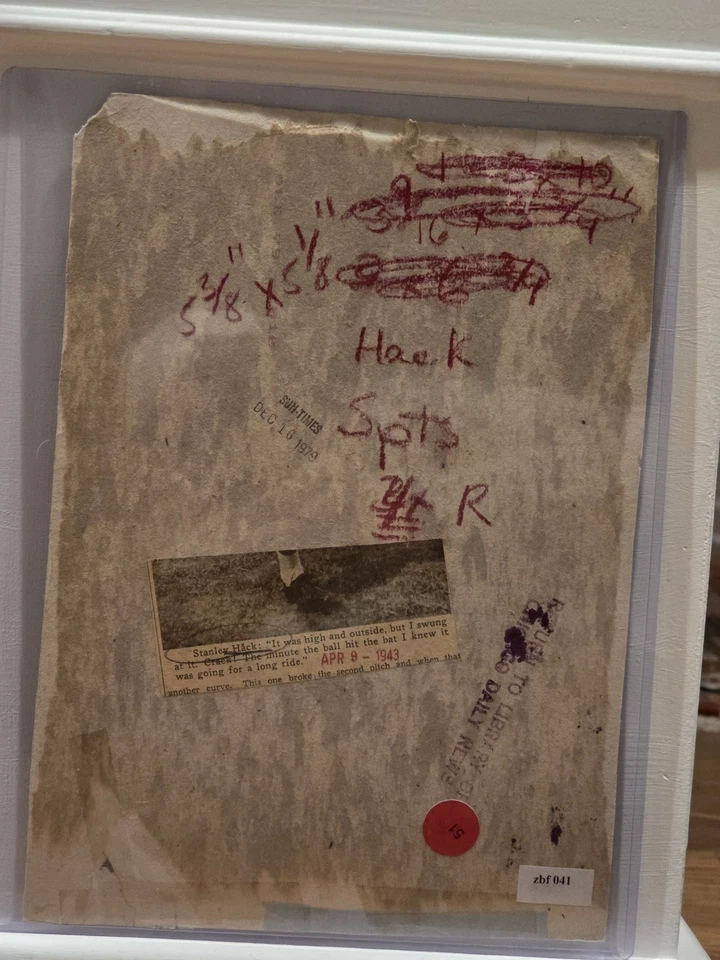 16
5 3/8" X 5 1/8"
Hack
Spts
R
SUN-TIMES
DEC 16 1979
Stanley Hack: "It was high and outside, but I swung
at it. Crack! The minute the ball hit the bat I knew it
was going for a long ride." APR 9 - 1943
another curve. This one broke the second pitch and when that
RETURN TO LIBRARY OF
CHICAGO DAILY NEWS
51
zbf 041